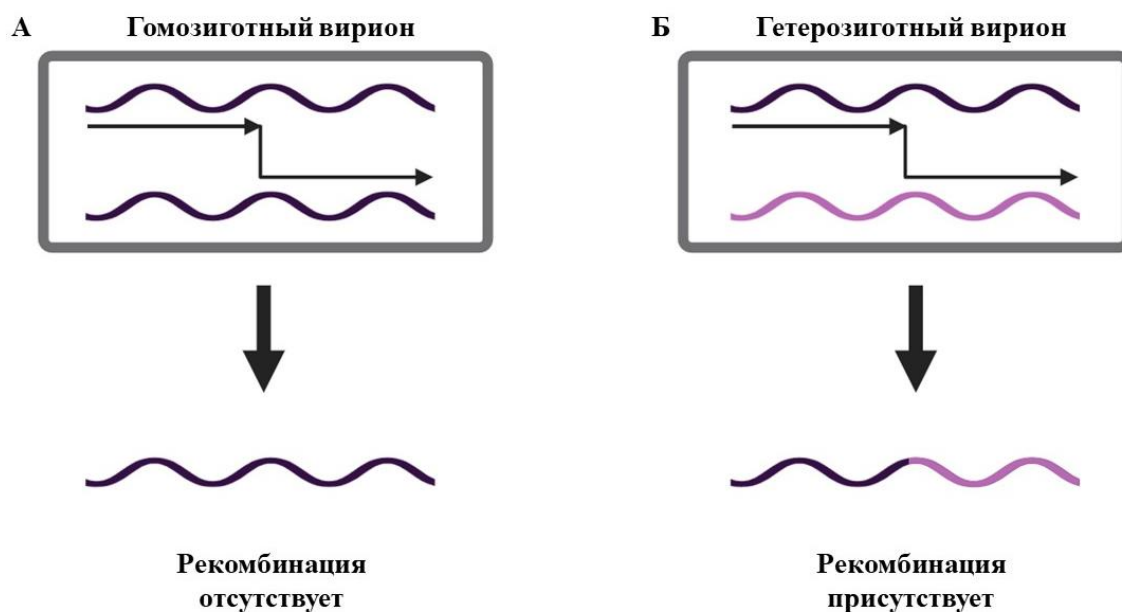 А
Гомозиготный вирион
Б
Гетерозиготный вирион
Рекомбинация
отсутствует
Рекомбинация
присутствует